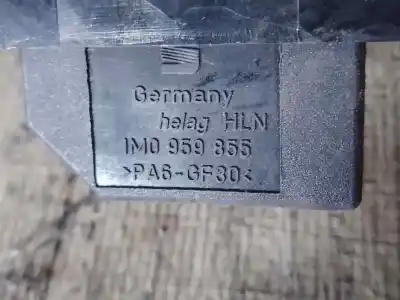 Germany
helag HLN
1M0 959 855
>PA6-GF30<